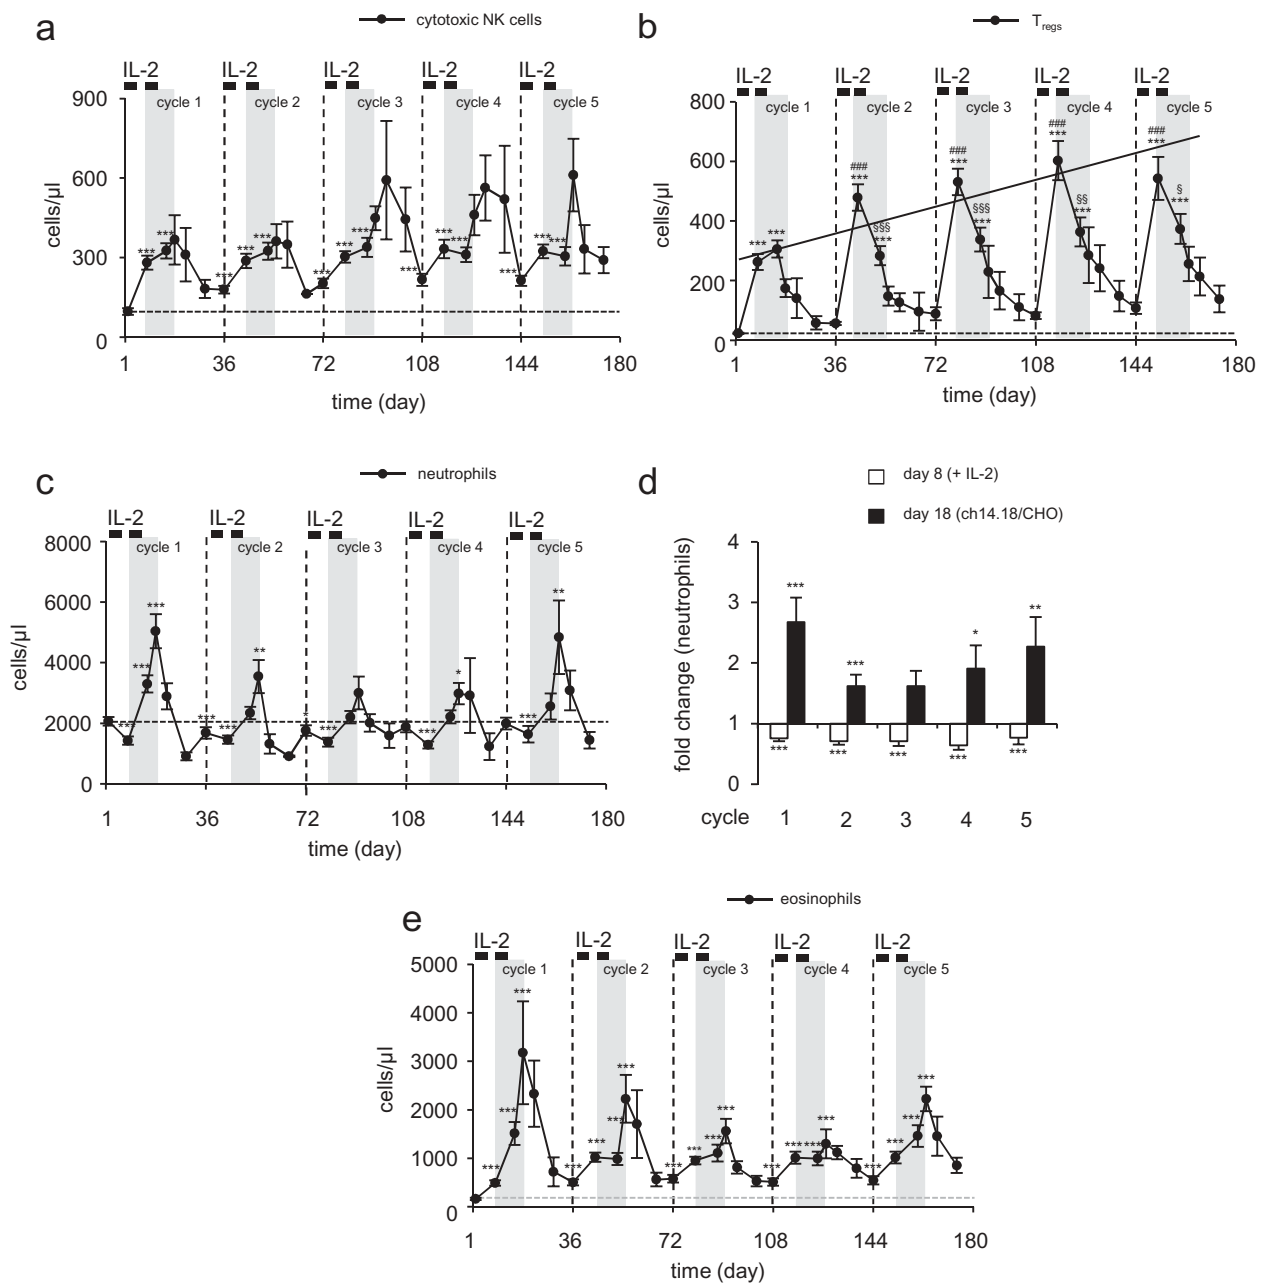 a
cytotoxic NK cells
IL-2 IL-2 IL-2 IL-2 IL-2
cycle 1 cycle 2 cycle 3 cycle 4 cycle 5
900
600
300
0
cells/µl
*** *** *** *** *** *** *** *** *** *** *** *** *** ***
1 36 72 108 144 180
time (day)
b
T regs
IL-2 IL-2 IL-2 IL-2 IL-2
cycle 1 cycle 2 cycle 3 cycle 4 cycle 5
800
600
400
200
0
cells/µl
### ### ### ###
*** *** *** *** *** ***
§§§ §§§ §§ §
*** *** *** ***
1 36 72 108 144 180
time (day)
c
neutrophils
IL-2 IL-2 IL-2 IL-2 IL-2
cycle 1 cycle 2 cycle 3 cycle 4 cycle 5
8000
6000
4000
2000
0
cells/µl
*** *** *** *** *** ** * *** *** * *** **
1 36 72 108 144 180
time (day)
d
day 8 (+ IL-2)
day 18 (ch14.18/CHO)
4
3
2
1
0
fold change (neutrophils)
*** *** * **
*** *** *** *** ***
cycle 1 2 3 4 5
e
eosinophils
IL-2 IL-2 IL-2 IL-2 IL-2
cycle 1 cycle 2 cycle 3 cycle 4 cycle 5
5000
4000
3000
2000
1000
0
cells/µl
*** *** *** *** *** *** *** *** *** *** *** *** *** *** *** *** *** *** ***
1 36 72 108 144 180
time (day)